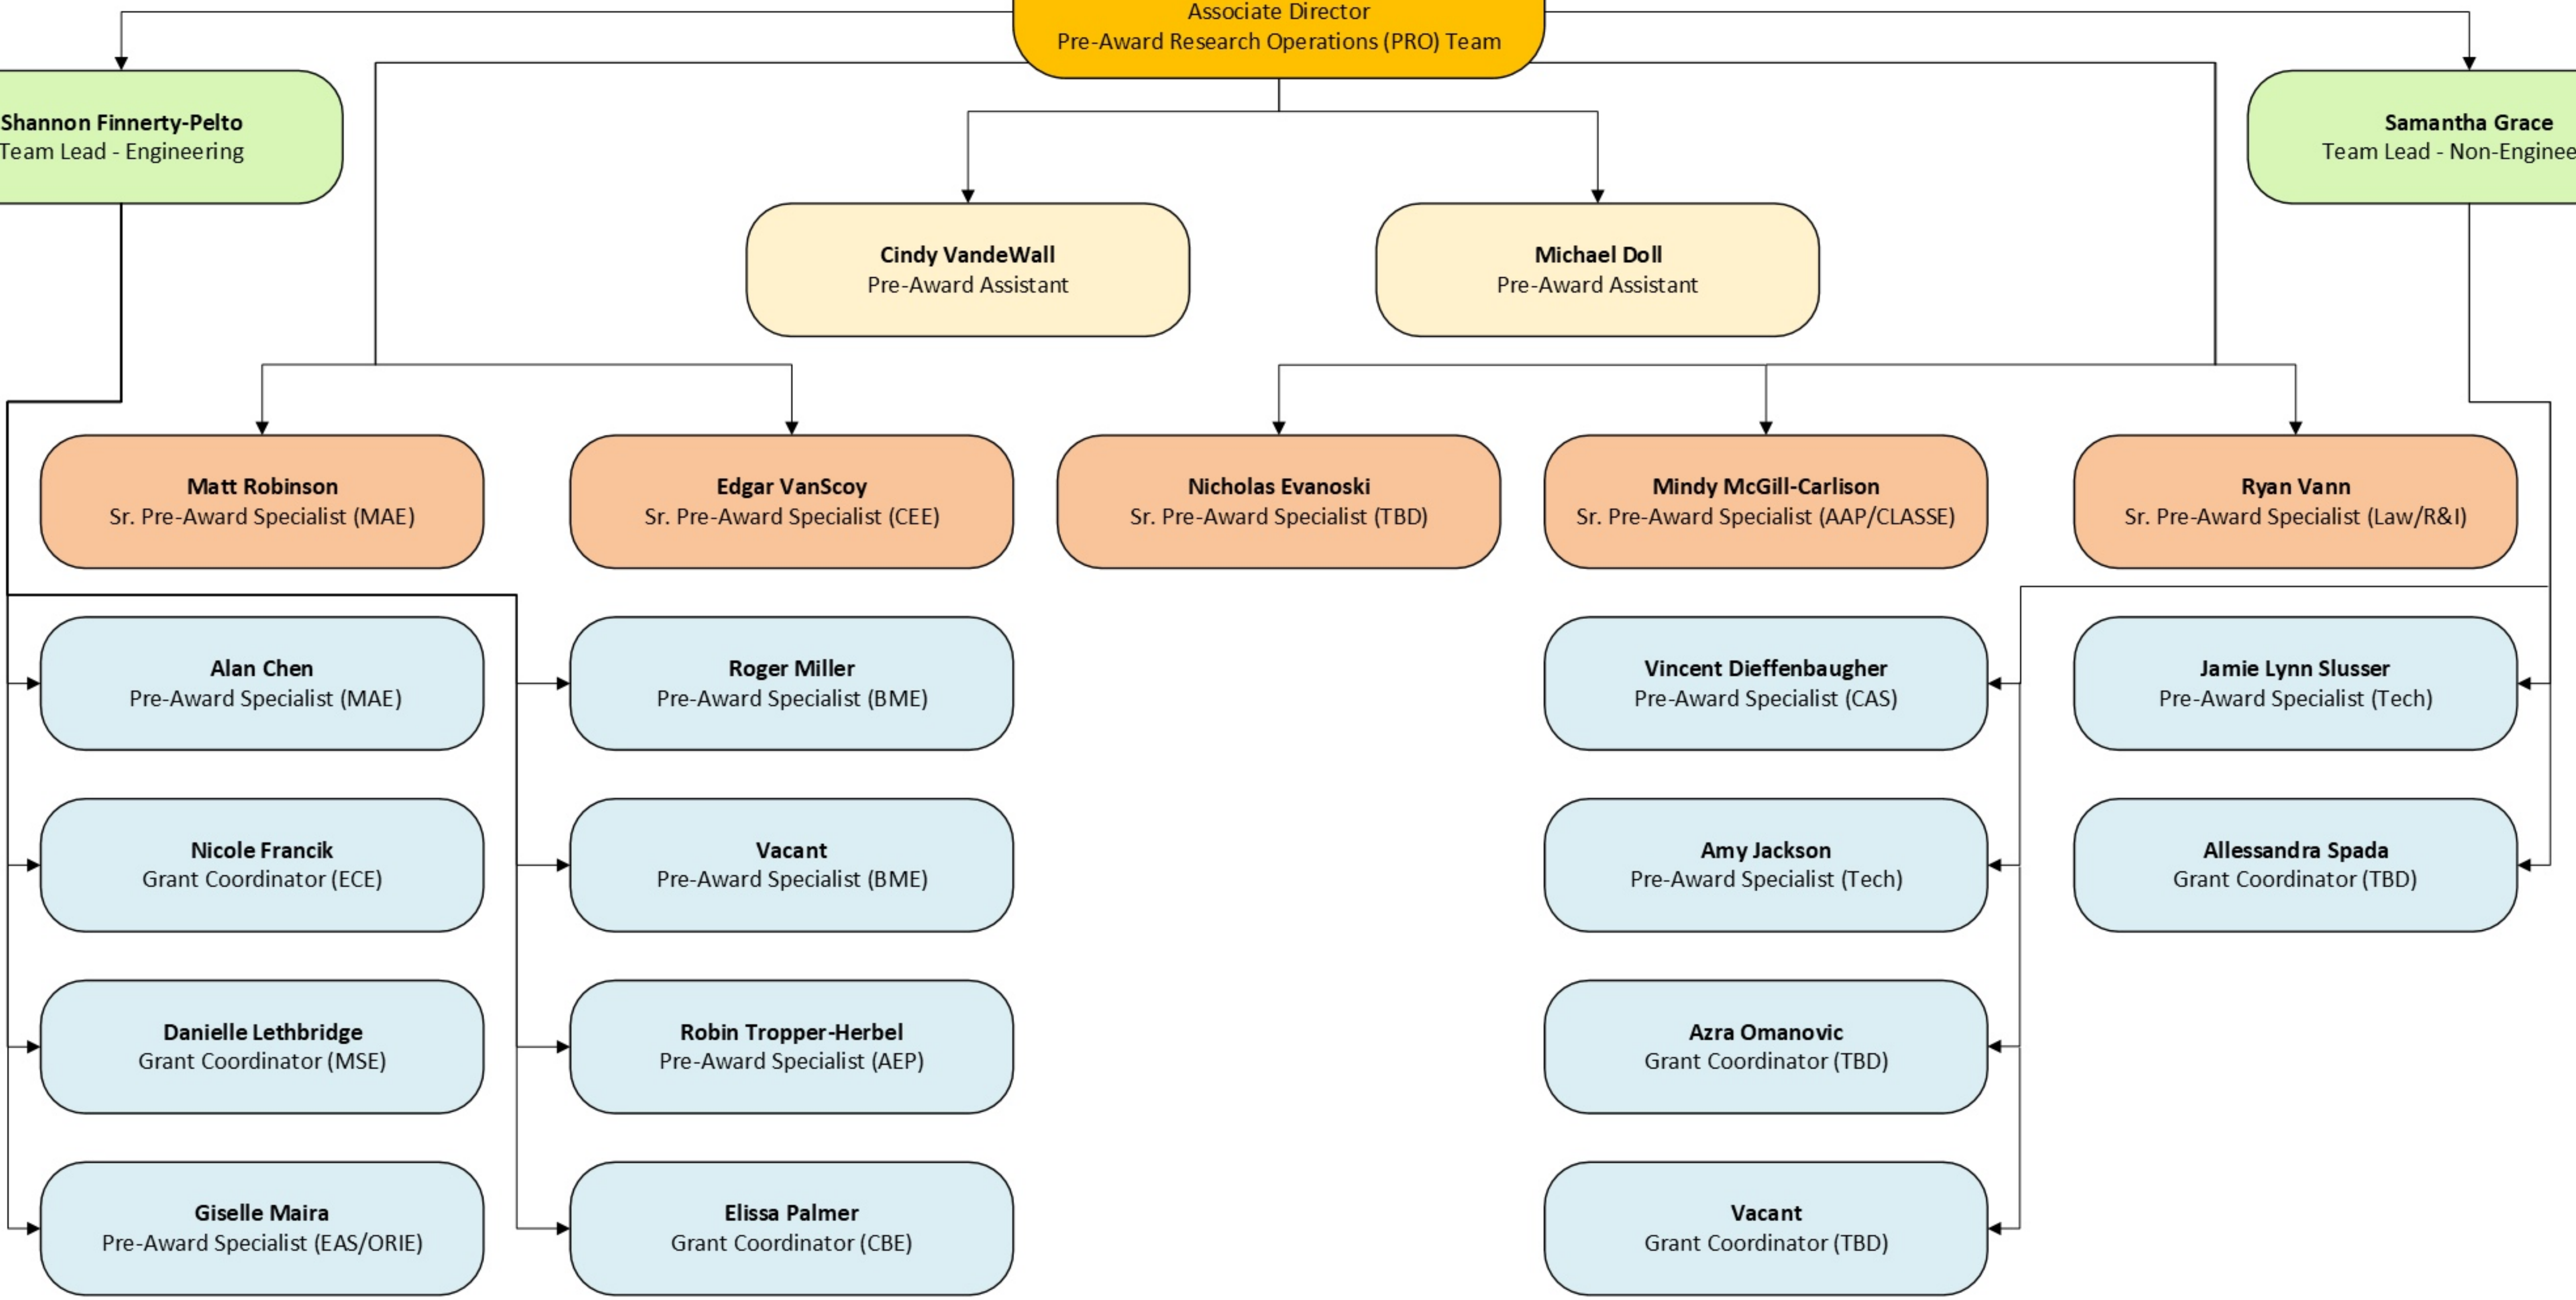 Associate Director
Pre-Award Research Operations (PRO) Team
Shannon Finnerty-Pelto
Team Lead - Engineering
Samantha Grace
Team Lead - Non-Enginee
Cindy VandeWall
Pre-Award Assistant
Michael Doll
Pre-Award Assistant
Matt Robinson
Sr. Pre-Award Specialist (MAE)
Edgar VanScoy
Sr. Pre-Award Specialist (CEE)
Nicholas Evanoski
Sr. Pre-Award Specialist (TBD)
Mindy McGill-Carlison
Sr. Pre-Award Specialist (AAP/CLASSE)
Ryan Vann
Sr. Pre-Award Specialist (Law/R&I)
Alan Chen
Pre-Award Specialist (MAE)
Roger Miller
Pre-Award Specialist (BME)
Vincent Dieffenbaugher
Pre-Award Specialist (CAS)
Jamie Lynn Slusser
Pre-Award Specialist (Tech)
Nicole Francik
Grant Coordinator (ECE)
Vacant
Pre-Award Specialist (BME)
Amy Jackson
Pre-Award Specialist (Tech)
Allessandra Spada
Grant Coordinator (TBD)
Danielle Lethbridge
Grant Coordinator (MSE)
Robin Tropper-Herbel
Pre-Award Specialist (AEP)
Azra Omanovic
Grant Coordinator (TBD)
Giselle Maira
Pre-Award Specialist (EAS/ORIE)
Elissa Palmer
Grant Coordinator (CBE)
Vacant
Grant Coordinator (TBD)